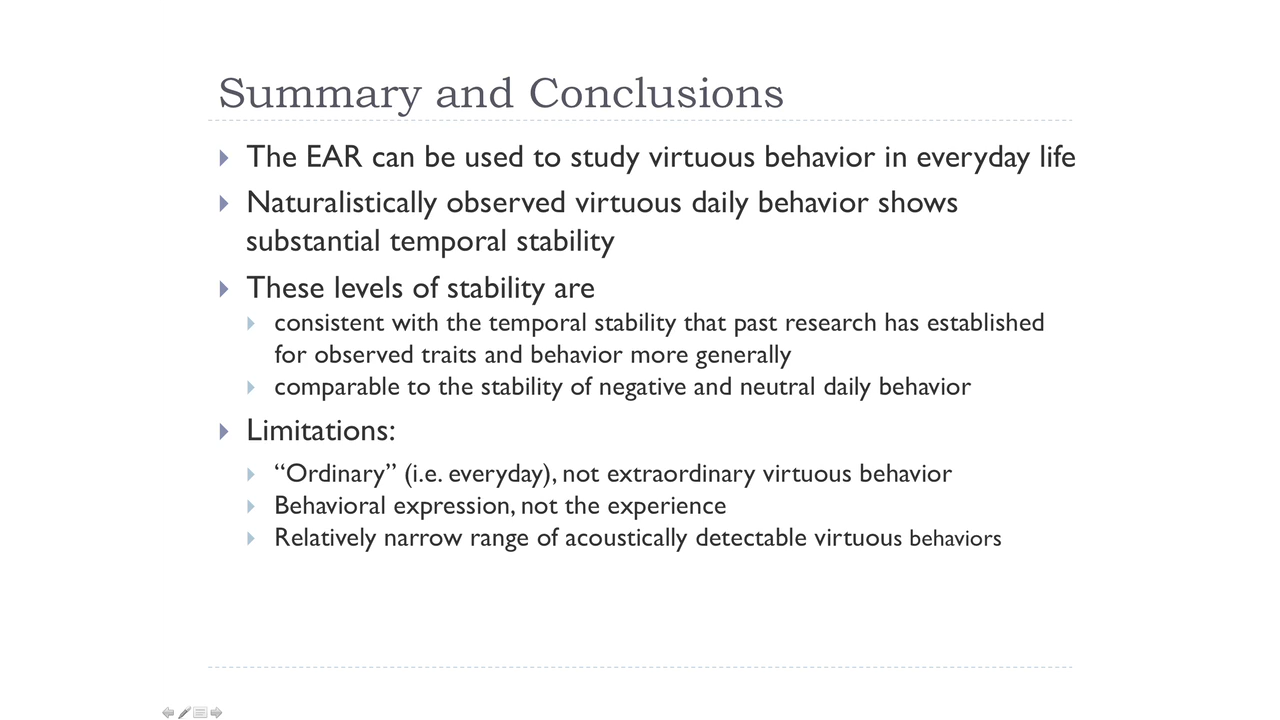 Summary and Conclusions
The EAR can be used to study virtuous behavior in everyday life
Naturalistically observed virtuous daily behavior shows
substantial temporal stability
These levels of stability are
consistent with the temporal stability that past research has established
for observed traits and behavior more generally
comparable to the stability of negative and neutral daily behavior
Limitations:
“Ordinary” (i.e. everyday), not extraordinary virtuous behavior
Behavioral expression, not the experience
Relatively narrow range of acoustically detectable virtuous behaviors